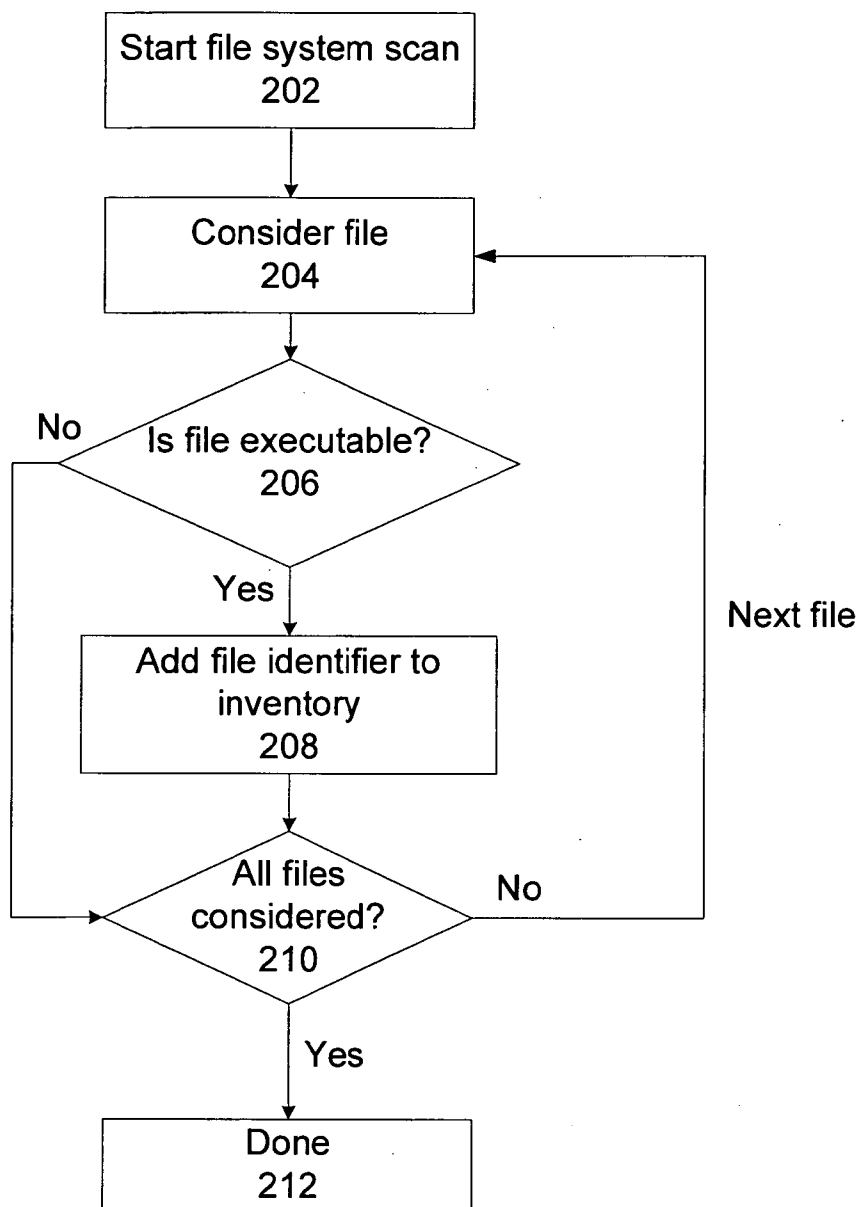 Start file system scan
202
Consider file
204
No
Is file executable?
206
Yes
Next file
Add file identifier to
inventory
208
All files
considered?
210
No
Yes
Done
212